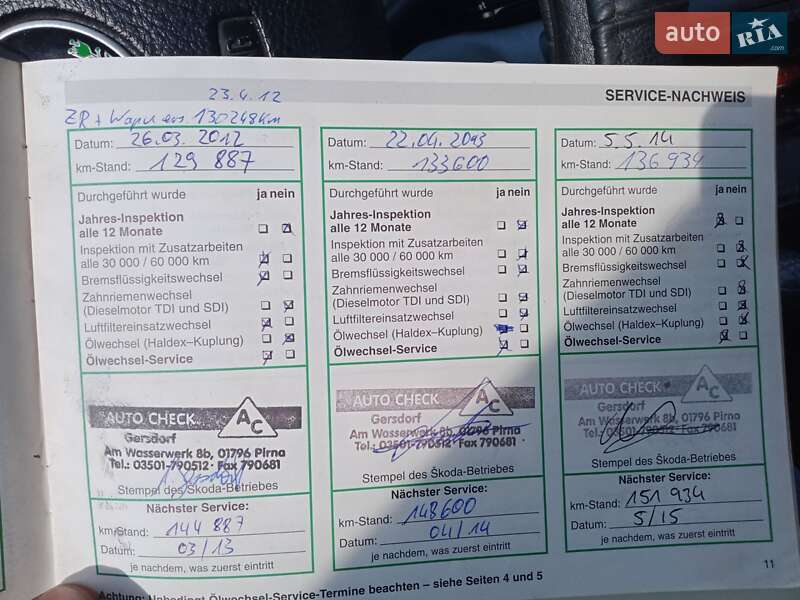 auto RIA .com
23.4.12
SERVICE-NACHWEIS
ZR + Wapu ers. 130248km
Datum: 26.03.2012
km-Stand: 129 887
Durchgeführt wurde ja nein
Jahres-Inspektion
alle 12 Monate
Inspektion mit Zusatzarbeiten
alle 30 000 / 60 000 km
Bremsflüssigkeitswechsel
Zahnriemenwechsel
(Dieselmotor TDI und SDI)
Luftfiltereinsatzwechsel
Ölwechsel (Haldex–Kuplung)
Ölwechsel-Service
AUTO CHECK AC
Gersdorf
Am Wasserwerk 8b, 01796 Pirna
Tel.: 03501-790512 · Fax 790681
Stempel des Škoda-Betriebes
Nächster Service:
km-Stand: 144 887
Datum: 03/13
je nachdem, was zuerst eintritt
Datum: 22.04.2013
km-Stand: 133600
Durchgeführt wurde ja nein
Jahres-Inspektion
alle 12 Monate
Inspektion mit Zusatzarbeiten
alle 30 000 / 60 000 km
Bremsflüssigkeitswechsel
Zahnriemenwechsel
(Dieselmotor TDI und SDI)
Luftfiltereinsatzwechsel
Ölwechsel (Haldex–Kuplung)
Ölwechsel-Service
AUTO CHECK AC
Gersdorf
Am Wasserwerk 8b, 01796 Pirna
Tel.: 03501-790512 · Fax 790681
Stempel des Škoda-Betriebes
Nächster Service:
km-Stand: 148600
Datum: 04/14
je nachdem, was zuerst eintritt
Datum: 5.5.14
km-Stand: 136934
Durchgeführt wurde ja nein
Jahres-Inspektion
alle 12 Monate
Inspektion mit Zusatzarbeiten
alle 30 000 / 60 000 km
Bremsflüssigkeitswechsel
Zahnriemenwechsel
(Dieselmotor TDI und SDI)
Luftfiltereinsatzwechsel
Ölwechsel (Haldex–Kuplung)
Ölwechsel-Service
AUTO CHECK AC
Gersdorf
Am Wasserwerk 8b, 01796 Pirna
Tel.: 03501-790512 · Fax 790681
Stempel des Škoda-Betriebes
Nächster Service:
km-Stand: 151 934
Datum: 5/15
je nachdem, was zuerst eintritt
11
Achtung: Unbedingt Ölwechsel-Service-Termine beachten – siehe Seiten 4 und 5